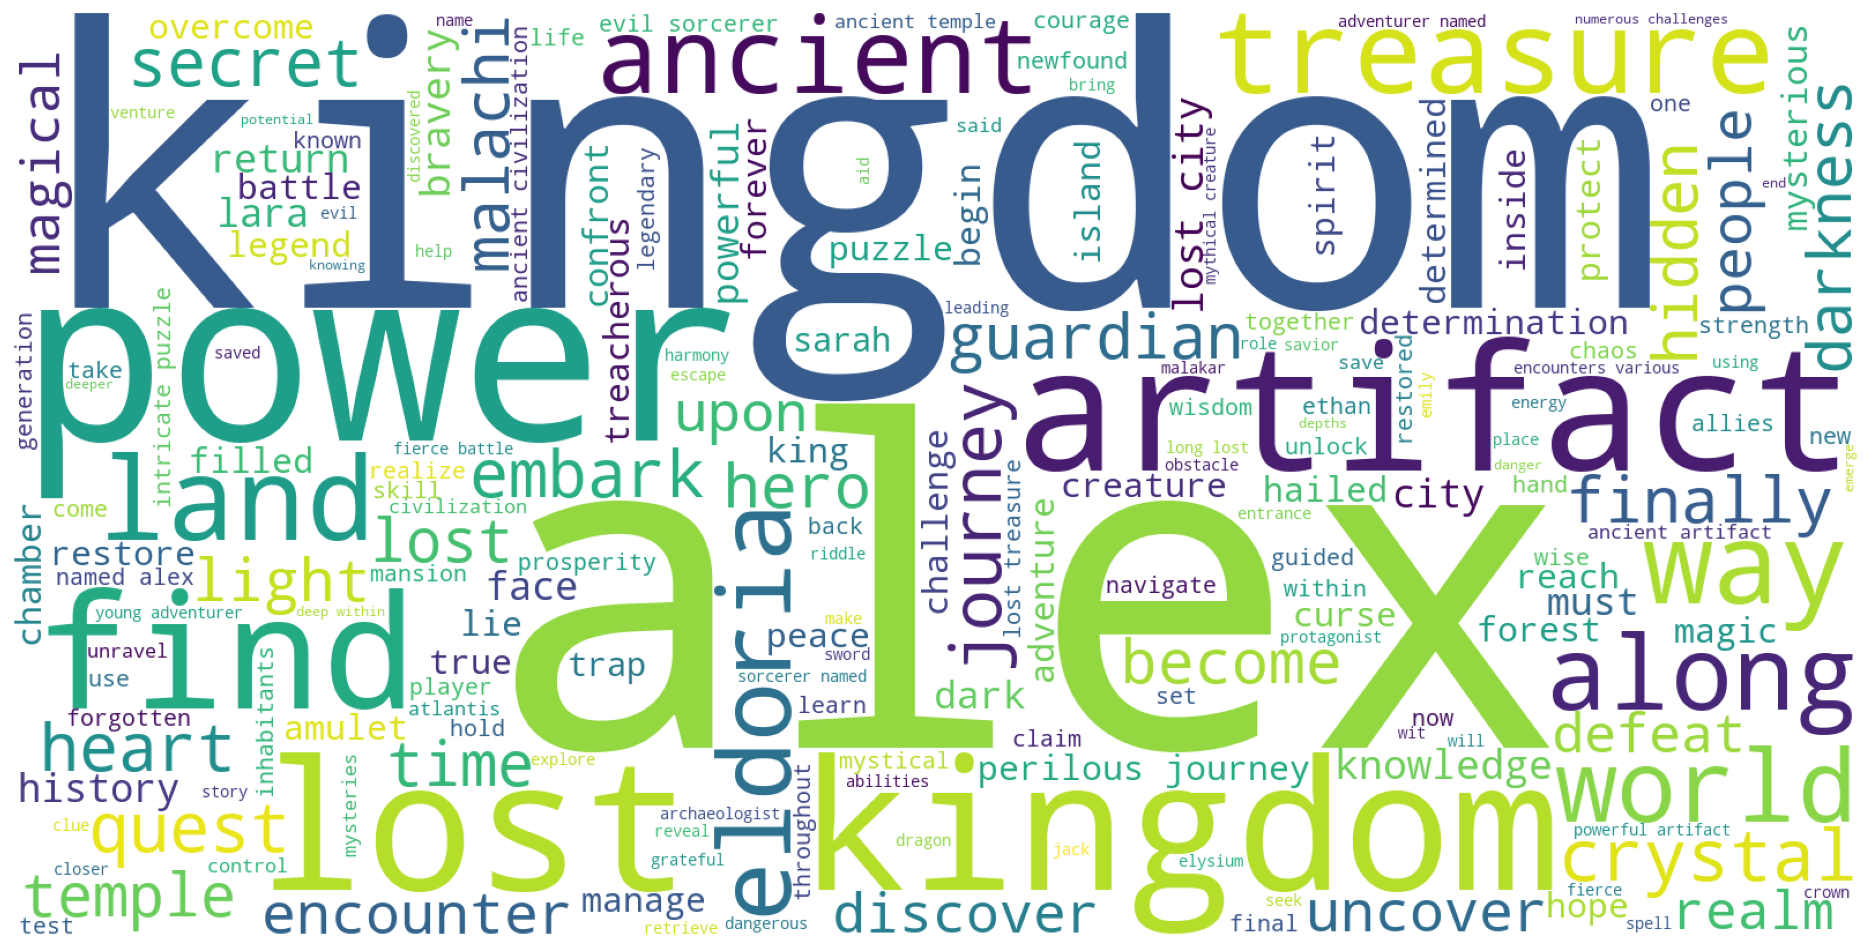 kingdom
alex
power
artifact
lost kingdom
ancient
treasure
find
land
eldoria
journey
way
world
along
secret
malachi
magical
overcome
bravery
name
life
evil sorcerer
ancient temple
courage
newfound
bring
adventurer named
numerous challenges
mysterious
darkness
people
hidden
one
end
venture
potential
known
return
battle
lara
evil
legend
knowing
help
discovered
ancient civilization
confront
legendary
powerful
forever
treacherous
aid
puzzle
said
begin
island
lost city
mythical creature
spirit
determined
inside
protect
leading
sarah
guardian
together
determination
strength
role
savior
save
restored
chaos
using
malakar
encounters various
generation
take
deeper
saved
intricate puzzle
harmony
escape
upon
wisdom
ethan
emily
energy
depths
allies
new
long lost
unlock
place
obstacle
danger
emerge
filled
fierce battle
realize
skill
embark
hero
king
challenge
creature
hailed
city
hand
finally
come
civilization
lost
back
lost treasure
adventure
entrance
ancient artifact
chamber
restore
named alex
light
mansion
prosperity
riddle
face
guided
wise
reach
navigate
within
must
young adventurer
deep within
lie
make
peace
curse
forest
magic
protagonist
unravel
true
trap
sword
become
use
player
sorcerer named
inhabitants
forgotten
atlantis
learn
dark
set
amulet
hold
heart
time
claim
now
wit
will
defeat
explore
mystical
perilous journey
knowledge
history
story
abilities
mysteries
throughout
clue
quest
archaeologist
reveal
dragon
jack
powerful artifact
closer
control
grateful
elysium
crystal
temple
fierce
crown
seek
test
encounter
manage
retrieve
dangerous
discover
final
uncover
hope
spell
realm